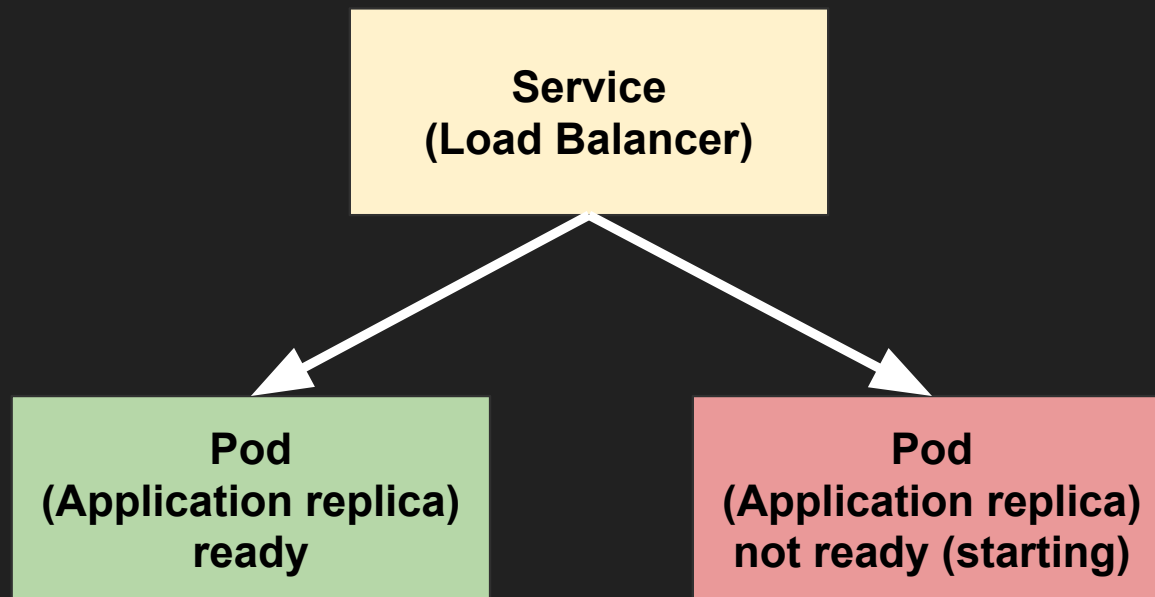 Service
(Load Balancer)
Pod
(Application replica)
ready
Pod
(Application replica)
not ready (starting)